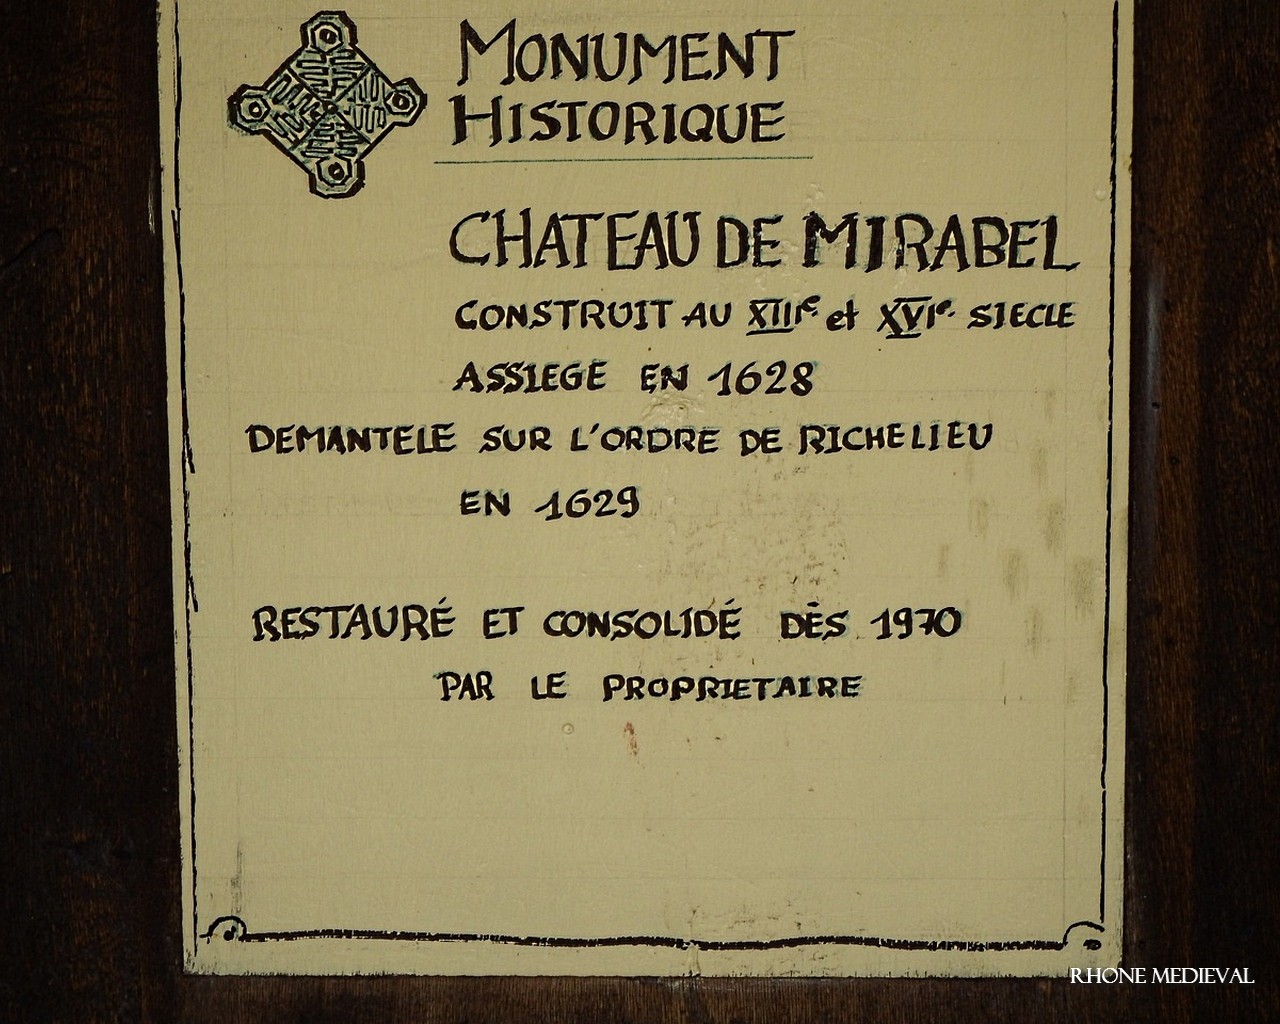 MONUMENT
HISTORIQUE
CHATEAU DE MIRABEL
CONSTRUIT AU XIIIe et XVIe. SIECLE
ASSIEGE EN 1628
DEMANTELE SUR L'ORDRE DE RICHELIEU
EN 1629
RESTAURÉ ET CONSOLIDÉ DÈS 1970
PAR LE PROPRIETAIRE
RHONE MEDIEVAL